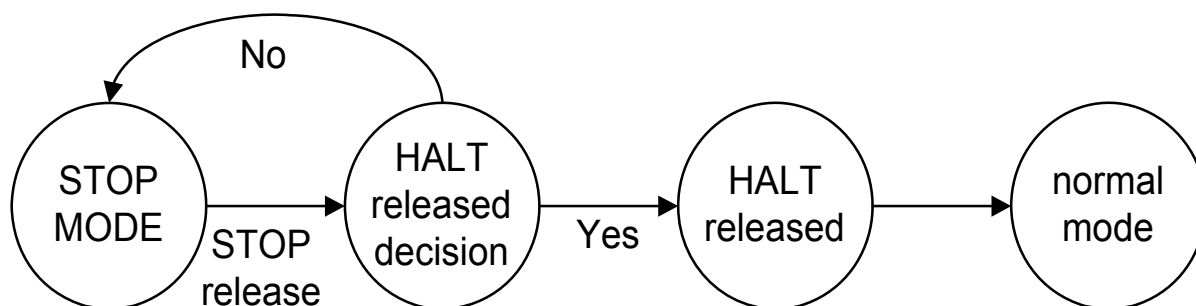 No
STOP
MODE
STOP
release
HALT
released
decision
Yes
HALT
released
normal
mode